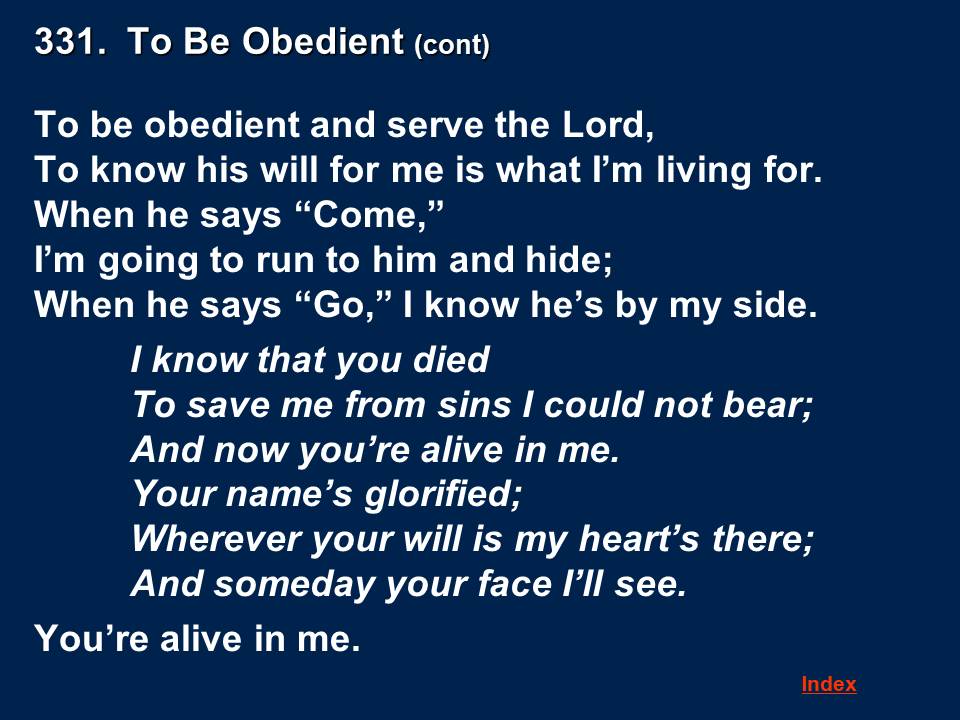 331.  To Be Obedient (cont)
To be obedient and serve the Lord,
To know his will for me is what I’m living for.
When he says “Come,”
I’m going to run to him and hide;
When he says “Go,” I know he’s by my side.
I know that you died
To save me from sins I could not bear;
And now you’re alive in me.
Your name’s glorified;
Wherever your will is my heart’s there;
And someday your face I’ll see.
You’re alive in me.
Index